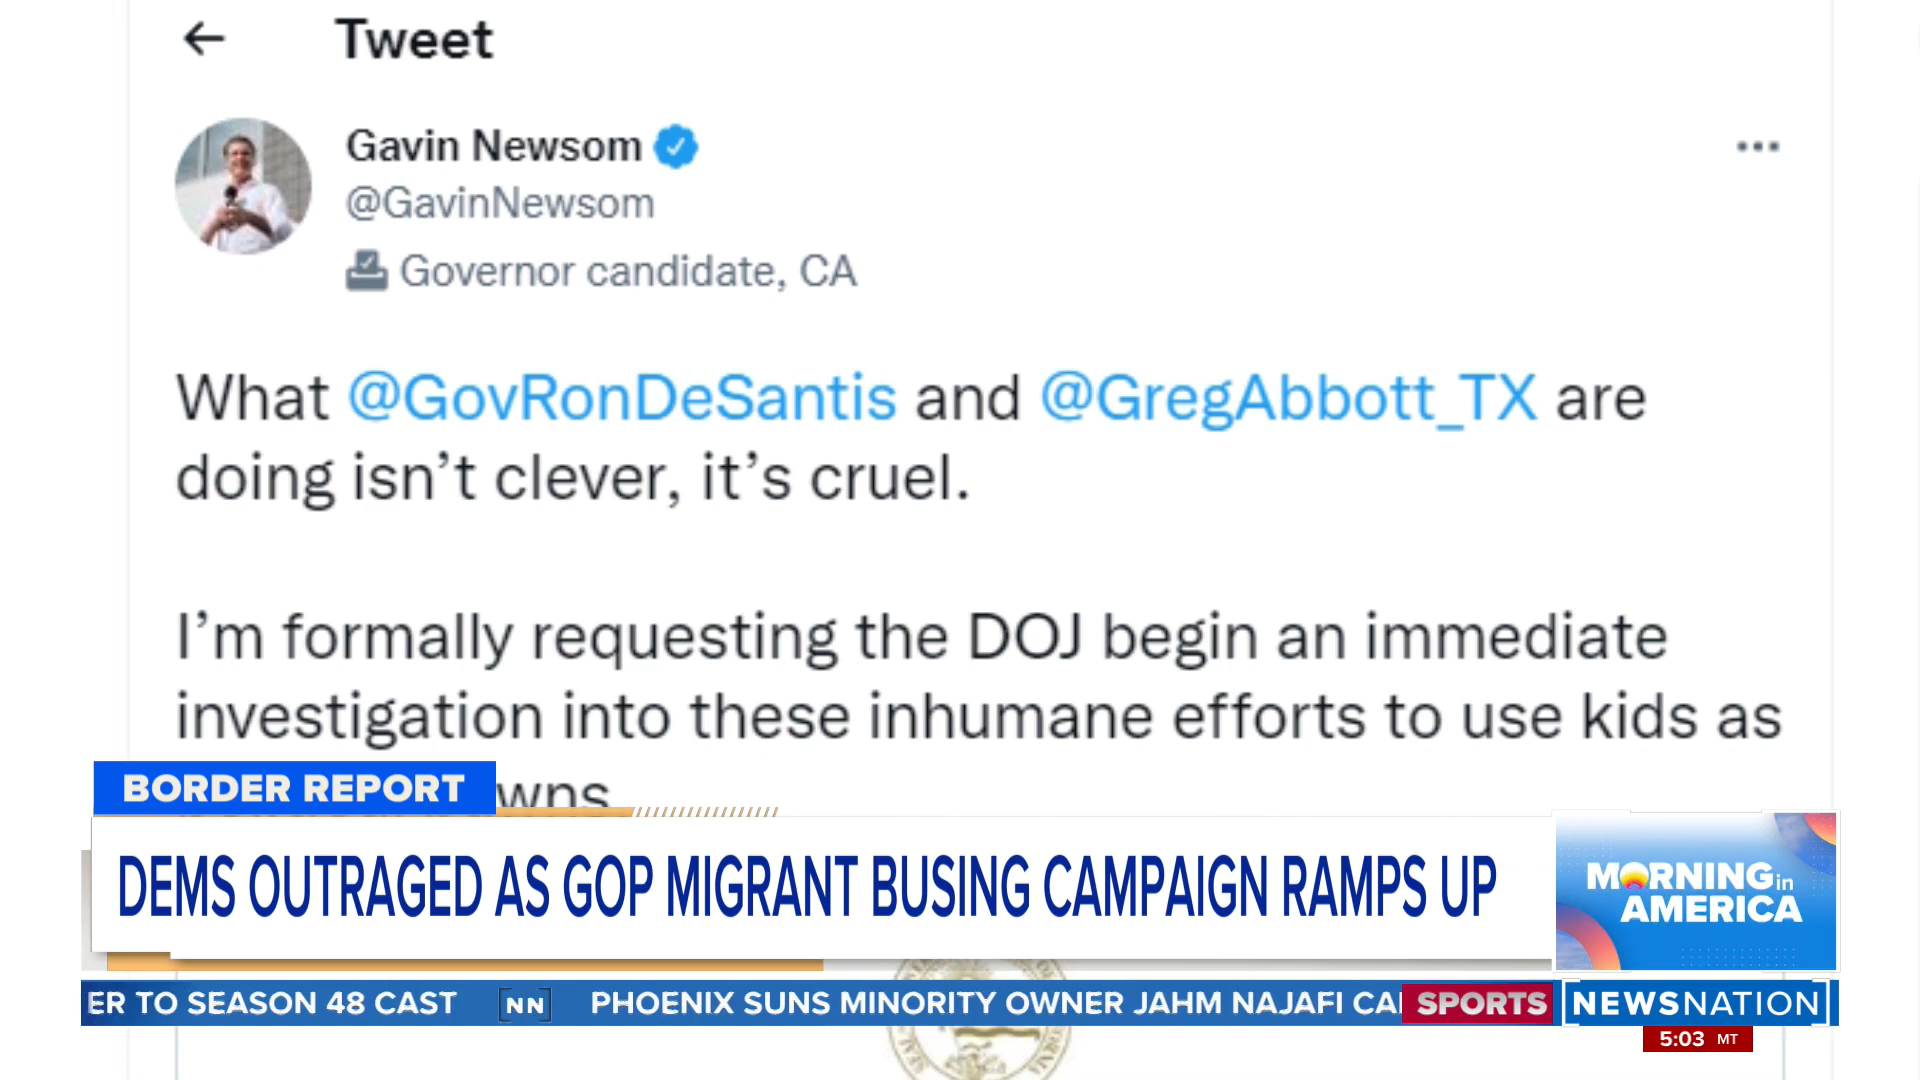 Tweet
Gavin Newsom
@GavinNewsom
Governor candidate, CA
What @GovRonDeSantis and @GregAbbott_TX are
doing isn't clever, it's cruel.
I'm formally requesting the DOJ begin an immediate
investigation into these inhumane efforts to use kids as
BORDER REPORT
DEMS OUTRAGED AS GOP MIGRANT BUSING CAMPAIGN RAMPS UP
MORNING in
AMERICA
ER TO SEASON 48 CAST [NN] PHOENIX SUNS MINORITY OWNER JAHM NAJAFI CA SPORTS NEWSNATION
5:03 MT